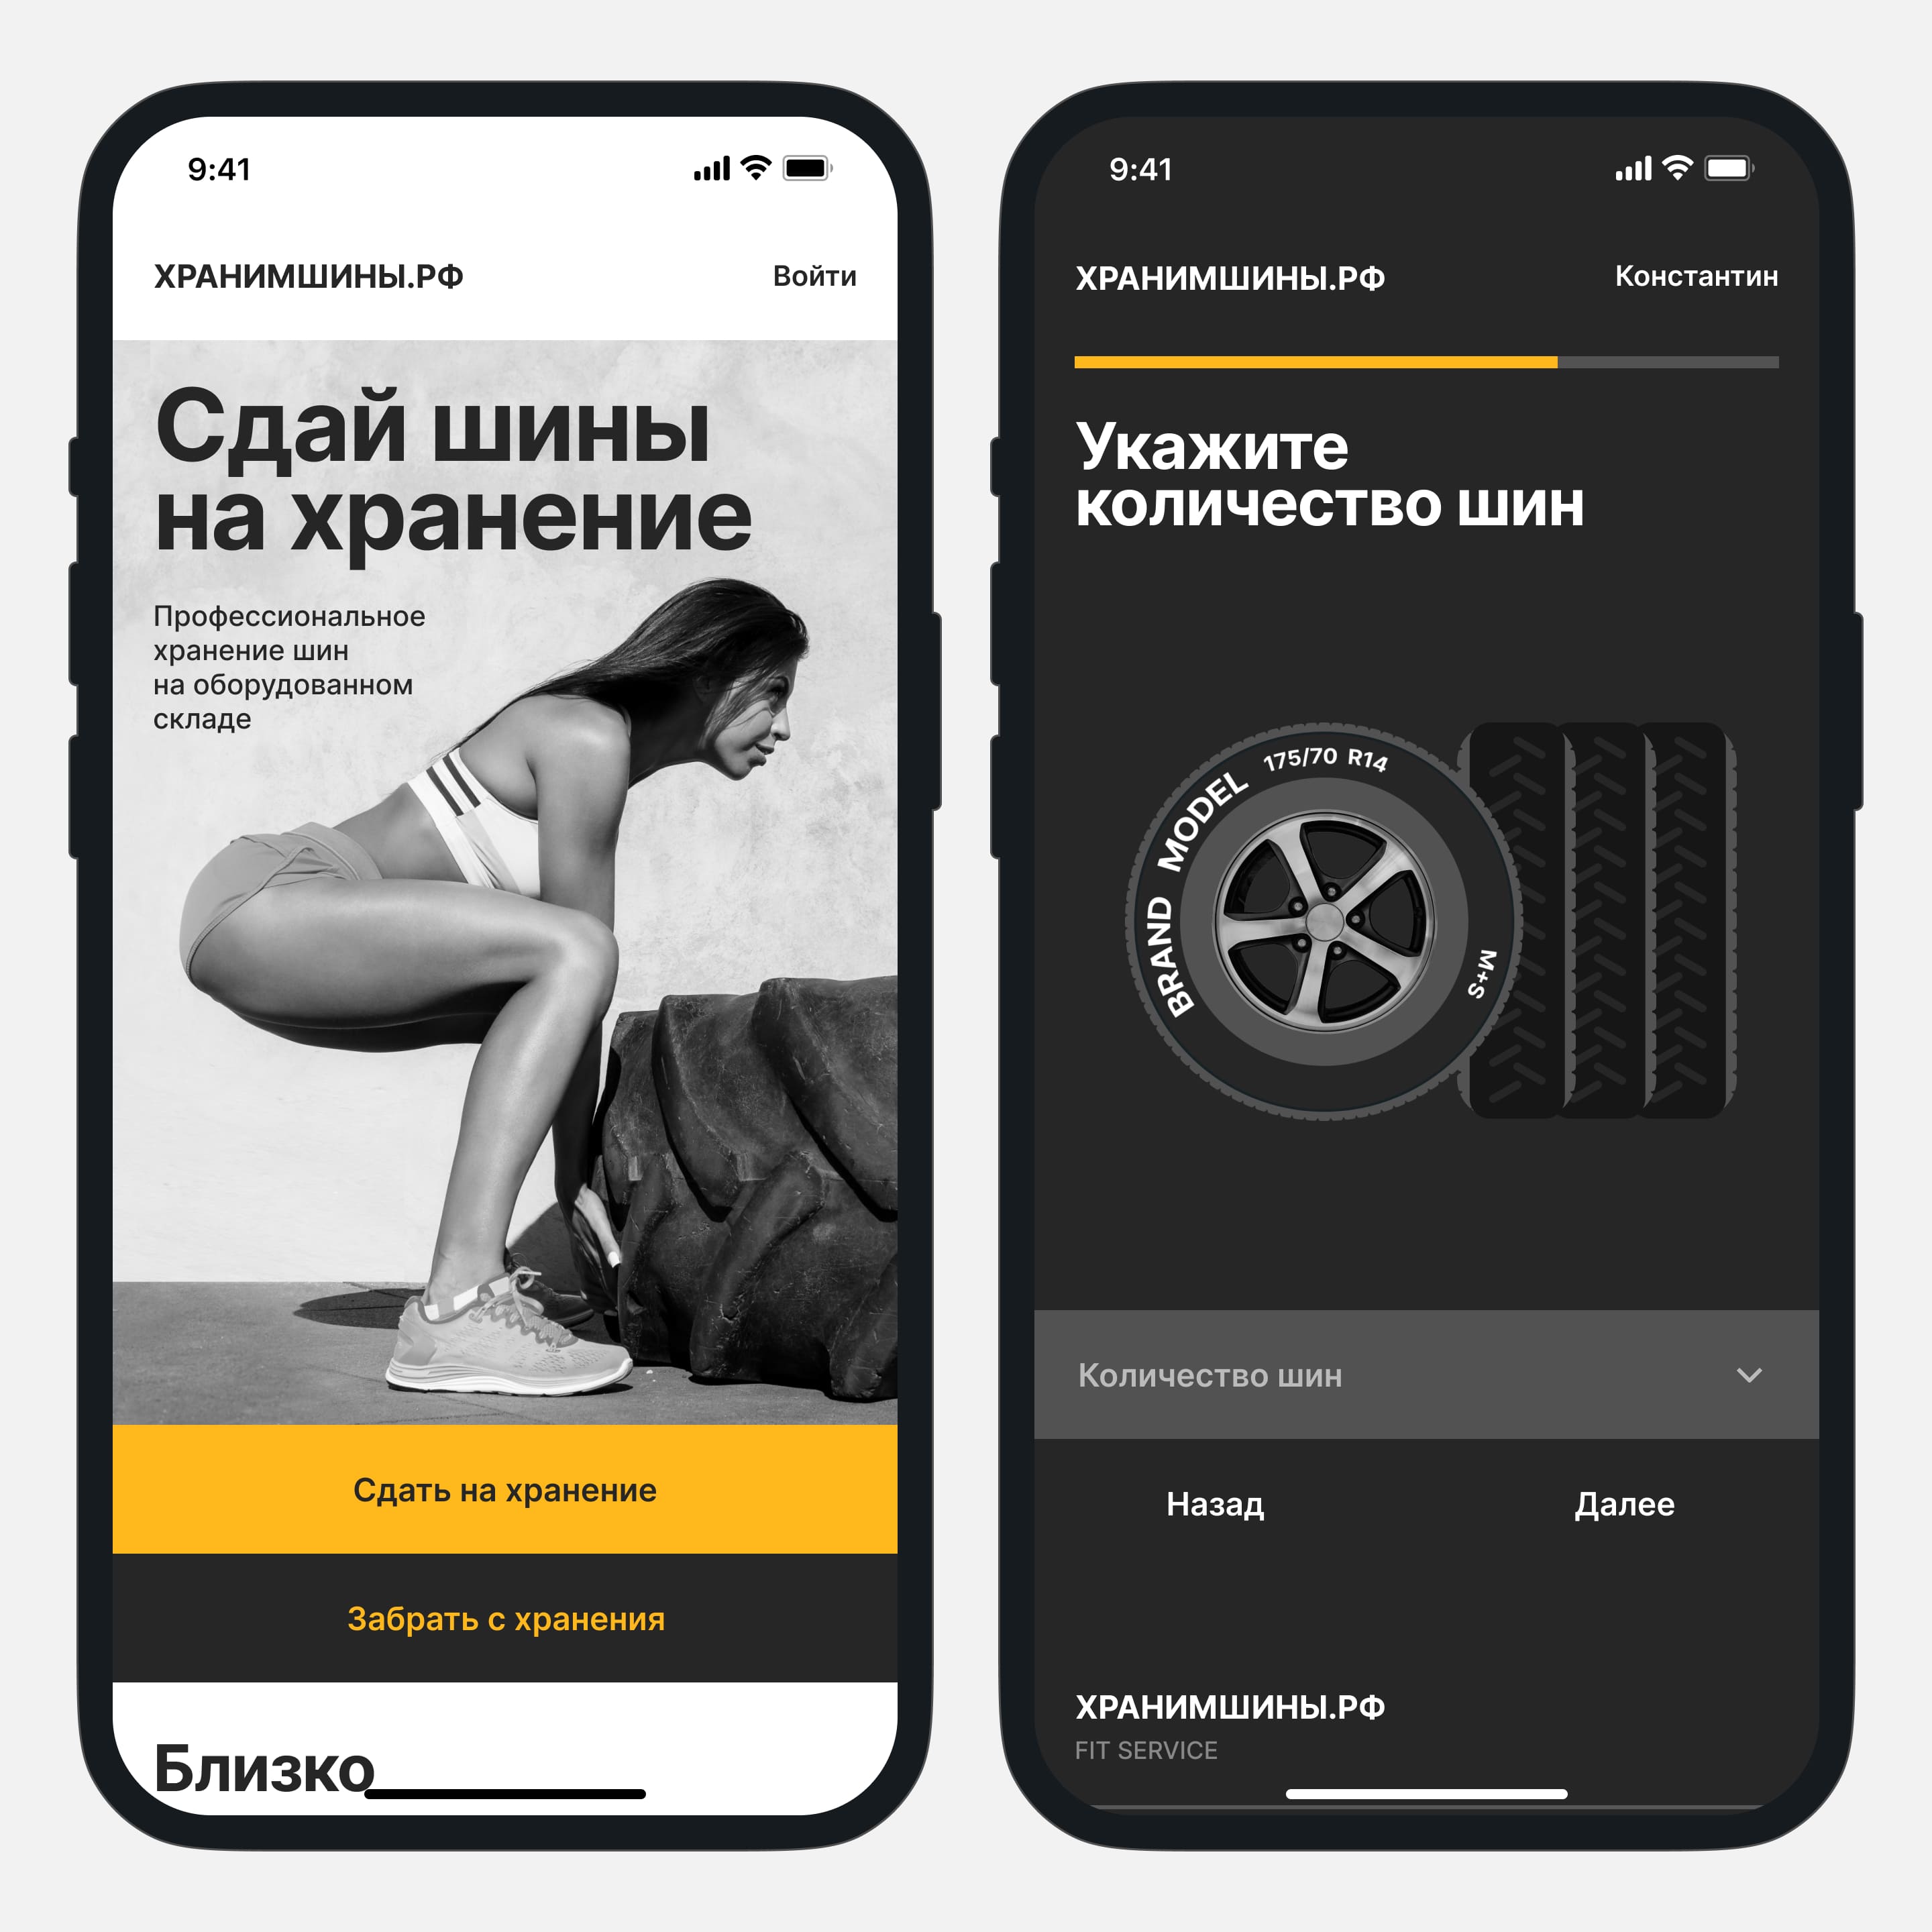 9:41
ХРАНИМШИНЫ.РФ
Войти
Сдай шины
на хранение
Профессиональное
хранение шин
на оборудованном
складе
Сдать на хранение
Забрать с хранения
Близко
9:41
ХРАНИМШИНЫ.РФ
Константин
Укажите
количество шин
BRAND MODEL 175/70 R14
M+S
Количество шин
Назад
Далее
ХРАНИМШИНЫ.РФ
FIT SERVICE